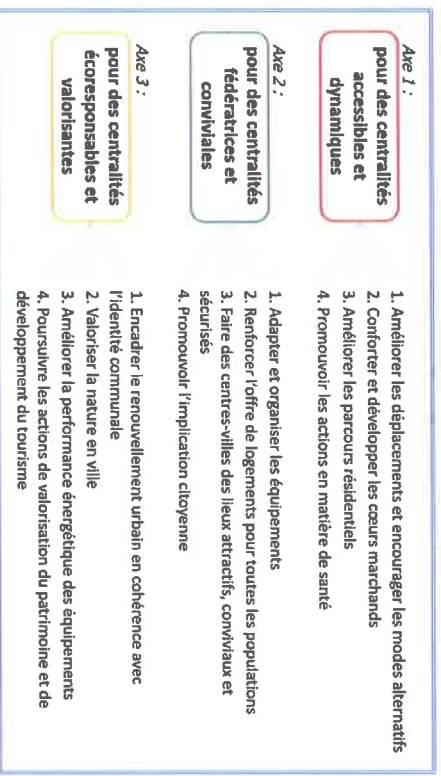 Axe 1 :
pour des centralités
accessibles et
dynamiques
1. Améliorer les déplacements et encourager les modes alternatifs
2. Conforter et développer les cœurs marchands
3. Améliorer les parcours résidentiels
4. Promouvoir les actions en matière de santé
Axe 2 :
pour des centralités
fédératrices et
conviviales
1. Adapter et organiser les équipements
2. Renforcer l'offre de logements pour toutes les populations
3. Faire des centres-villes des lieux attractifs, conviviaux et
sécurisés
4. Promouvoir l'implication citoyenne
Axe 3 :
pour des centralités
écoresponsables et
valorisantes
1. Encadrer le renouvellement urbain en cohérence avec
l'identité communale
2. Valoriser la nature en ville
3. Améliorer la performance énergétique des équipements
4. Poursuivre les actions de valorisation du patrimoine et de
développement du tourisme